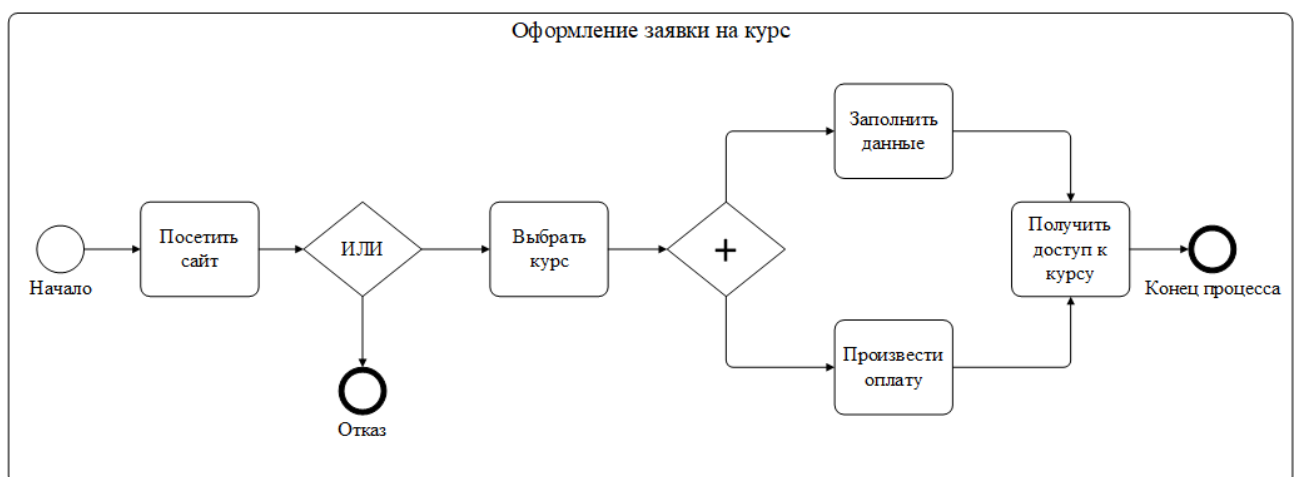 Оформление заявки на курс
Начало
Посетить
сайт
ИЛИ
Отказ
Выбрать
курс
+
Заполнить
данные
Произвести
оплату
Получить
доступ к
курсу
Конец процесса